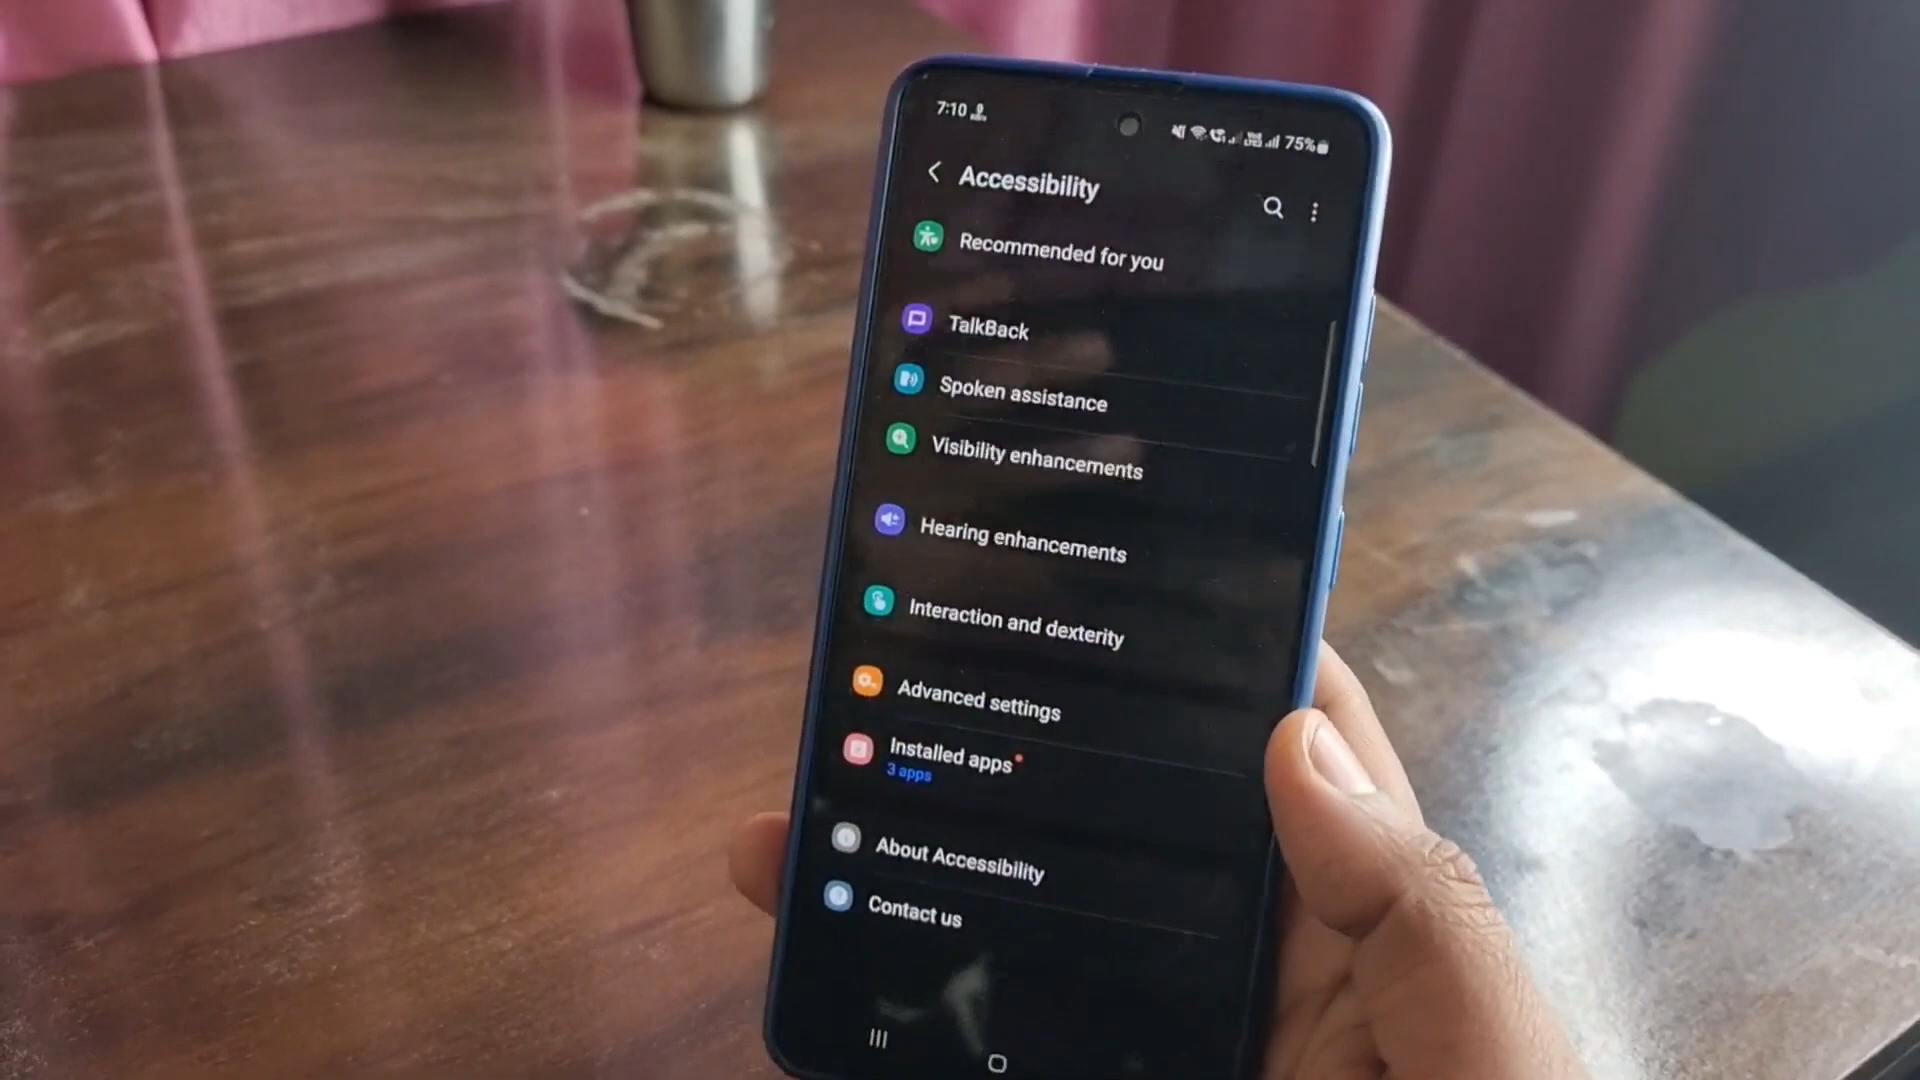 7:10
75%
Accessibility
Recommended for you
TalkBack
Spoken assistance
Visibility enhancements
Hearing enhancements
Interaction and dexterity
Advanced settings
Installed apps
3 apps
About Accessibility
Contact us